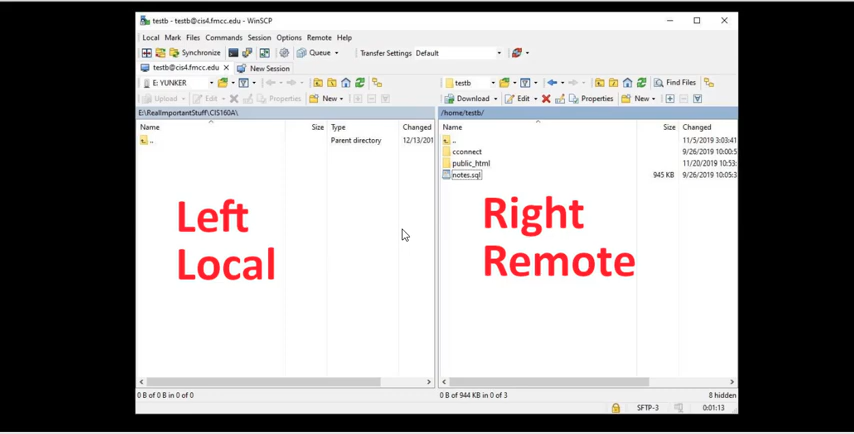 testb - testb@cis4.fmcc.edu - WinSCP
Local Mark Files Commands Session Options Remote Help
Synchronize Queue Transfer Settings Default
testb@cis4.fmcc.edu X New Session
E: YUNKER testb Find Files
Upload Edit Properties New Download Edit Properties New
E:\RealImportantStuff\CIS160A\ /home/testb/
Name Size Type Changed Name Size Changed
.. Parent directory 12/13/201 .. 11/5/2019 3:03:41
cconnect 9/26/2019 10:00:5
public_html 11/20/2019 10:53:
notes.sql 945 KB 9/26/2019 10:05:3
Left Right
Local Remote
0 B of 0 B in 0 of 0 0 B of 944 KB in 0 of 3 8 hidden
SFTP-3 0:01:13